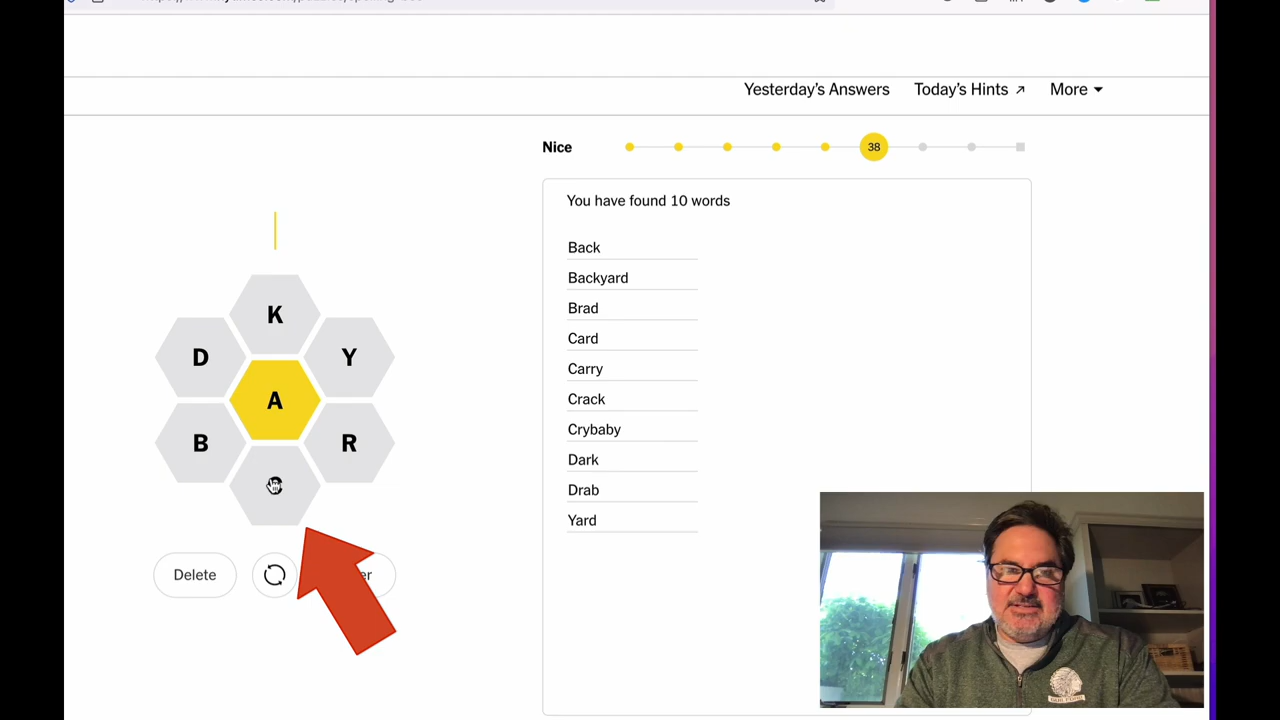 Yesterday's Answers Today's Hints ↗ More
Nice 38
You have found 10 words
Back
Backyard
Brad
Card
Carry
Crack
Crybaby
Dark
Drab
Yard
K
D Y
A
B R
Delete